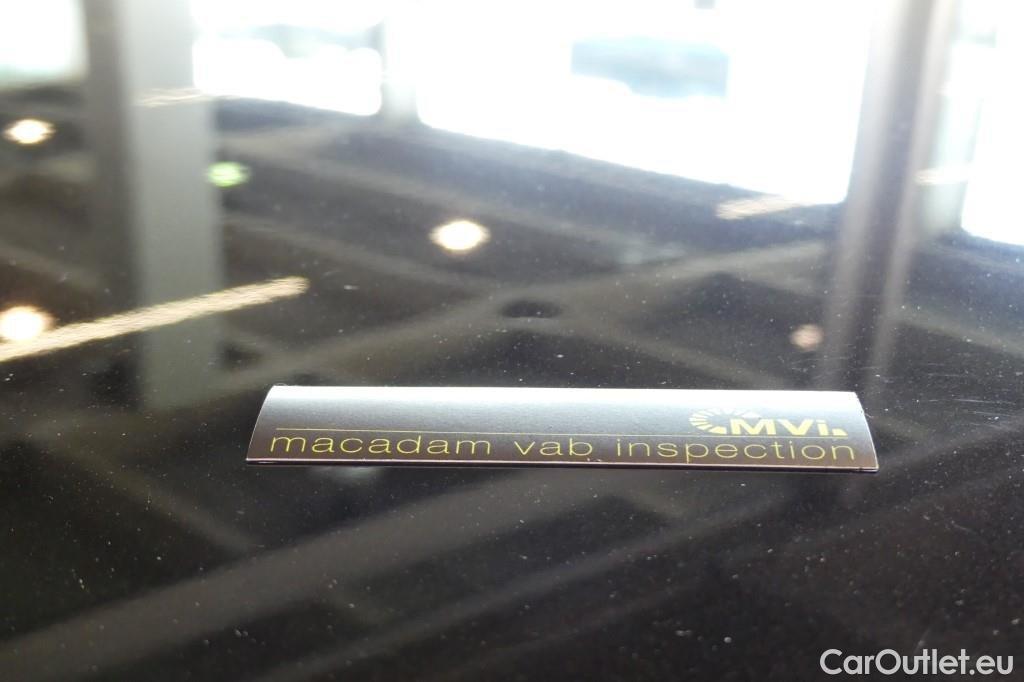 MVi.
macadam vab inspection
CarOutlet.eu